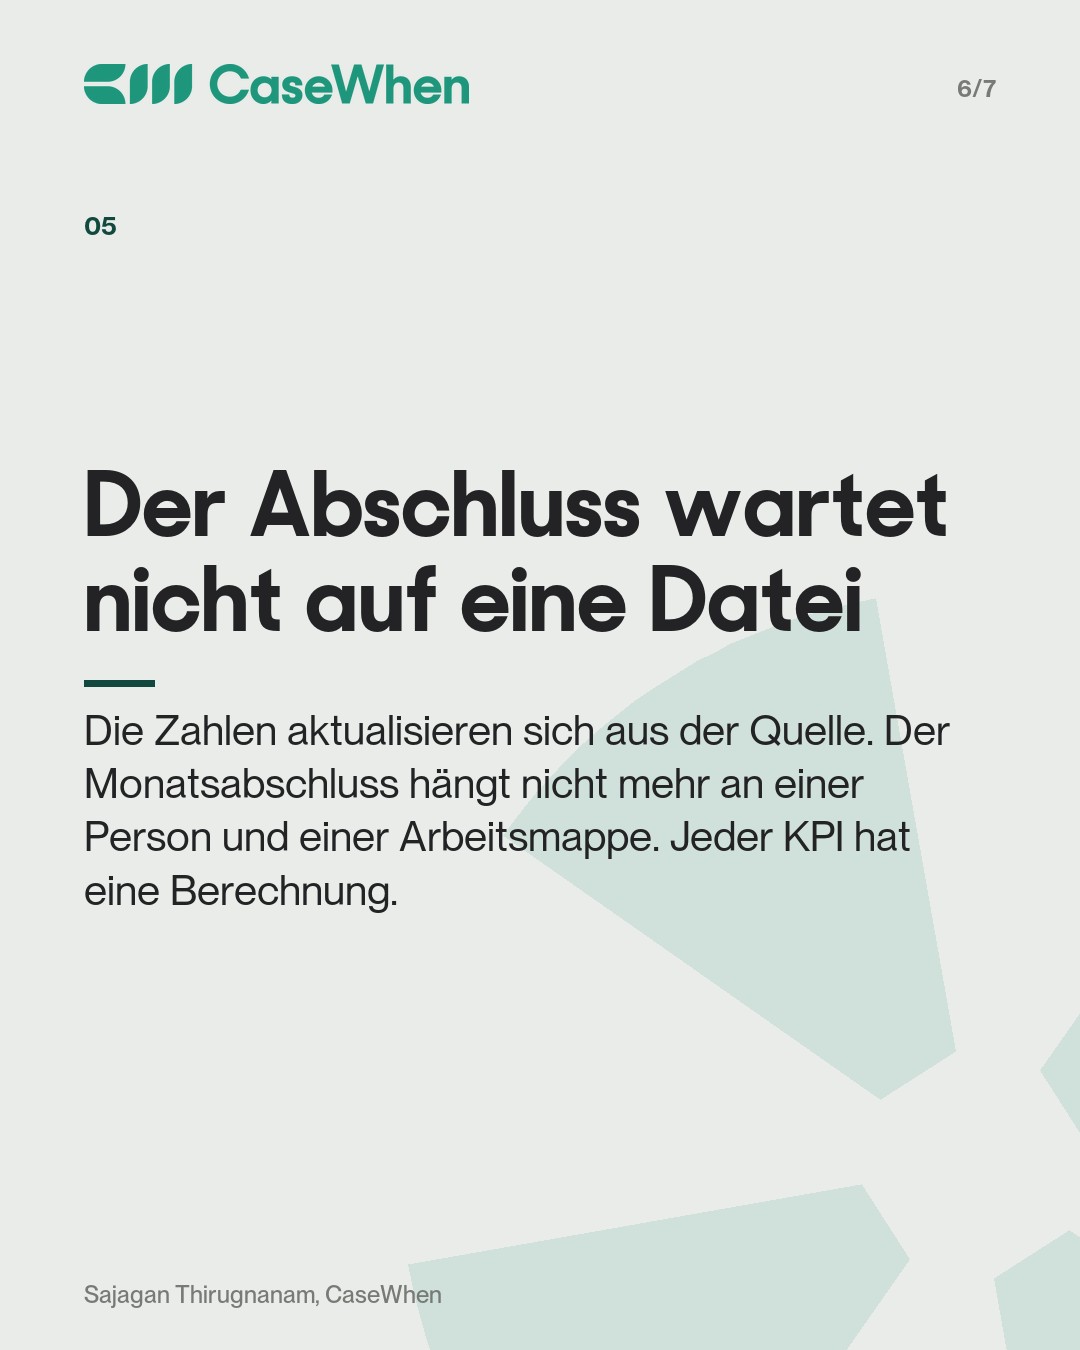 CaseWhen
6/7
05
Der Abschluss wartet
nicht auf eine Datei
Die Zahlen aktualisieren sich aus der Quelle. Der
Monatsabschluss hängt nicht mehr an einer
Person und einer Arbeitsmappe. Jeder KPI hat
eine Berechnung.
Sajagan Thirugnanam, CaseWhen